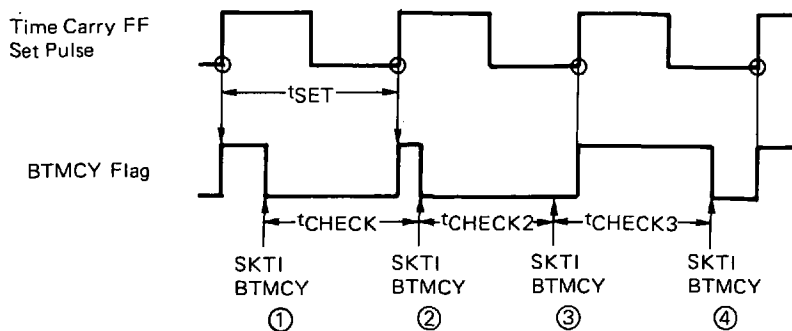 Time Carry FF
Set Pulse
tSET
BTMCY Flag
tCHECK
tCHECK2
tCHECK3
SKTI
BTMCY
①
SKTI
BTMCY
②
SKTI
BTMCY
③
SKTI
BTMCY
④